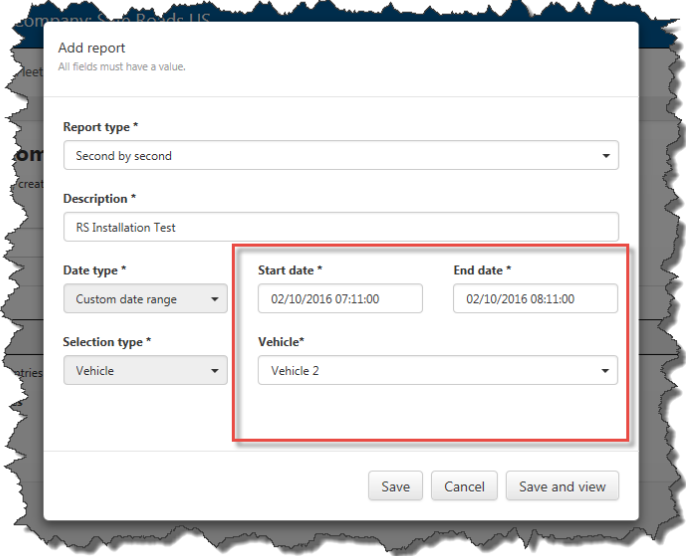 Company: Safe Roads US
Add report
All fields must have a value.
Report type *
Second by second
Description *
RS Installation Test
Date type *
Start date *
End date *
Custom date range
02/10/2016 07:11:00
02/10/2016 08:11:00
Selection type *
Vehicle*
Vehicle
Vehicle 2
Save
Cancel
Save and view